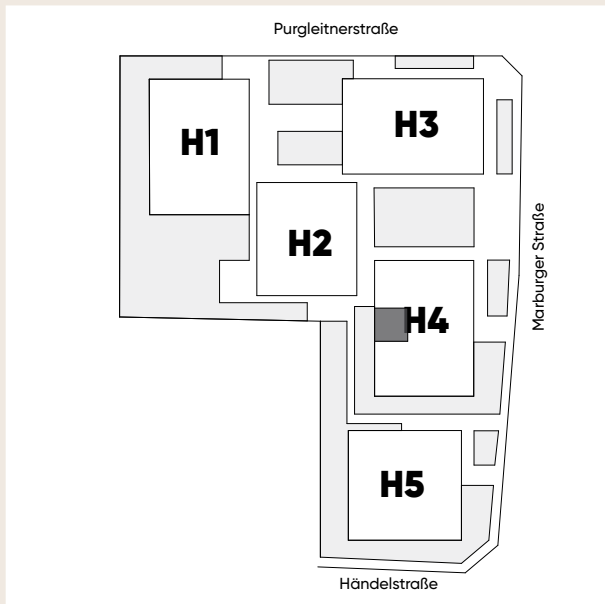 Purgleitnerstraße
H1
H3
H2
Marburger Straße
H4
H5
Händelstraße